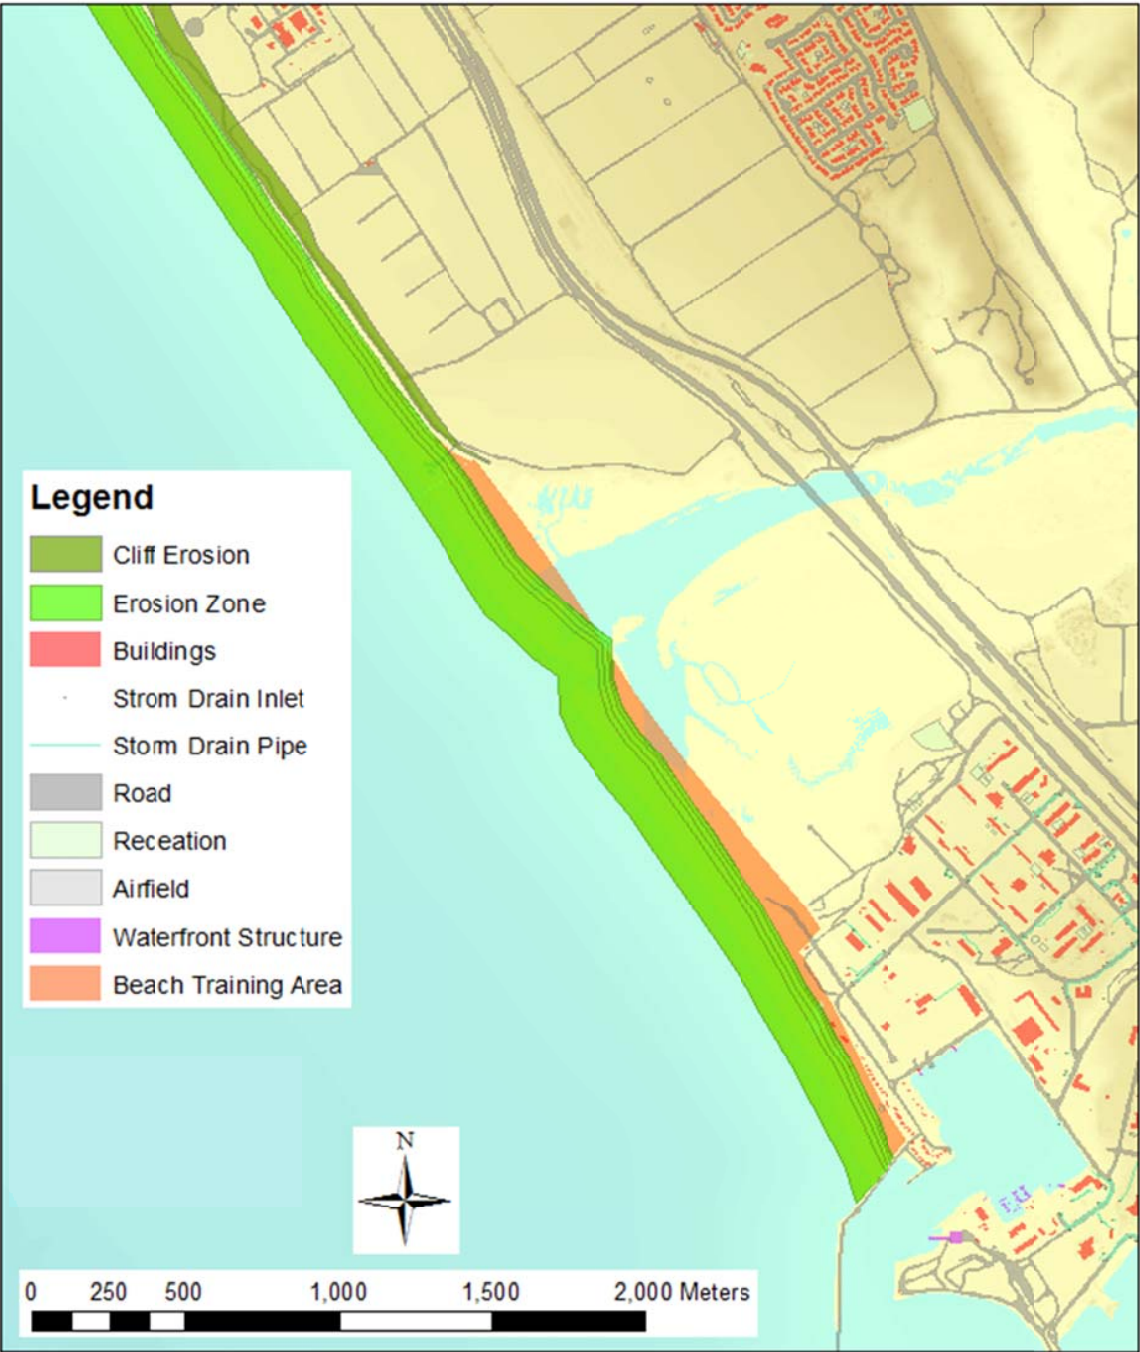 Legend
Cliff Erosion
Erosion Zone
Buildings
Strom Drain Inlet
Storm Drain Pipe
Road
Receation
Airfield
Waterfront Structure
Beach Training Area
N
0 250 500 1,000 1,500 2,000 Meters